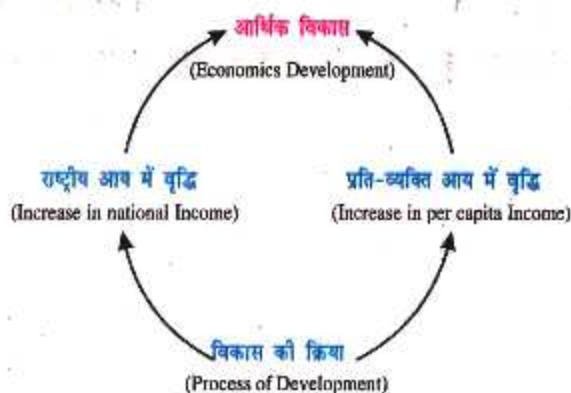 आर्थिक विकास
(Economics Development)
राष्ट्रीय आय में वृद्धि
(Increase in national Income)
प्रति-व्यक्ति आय में वृद्धि
(Increase in per capita Income)
विकास की क्रिया
(Process of Development)